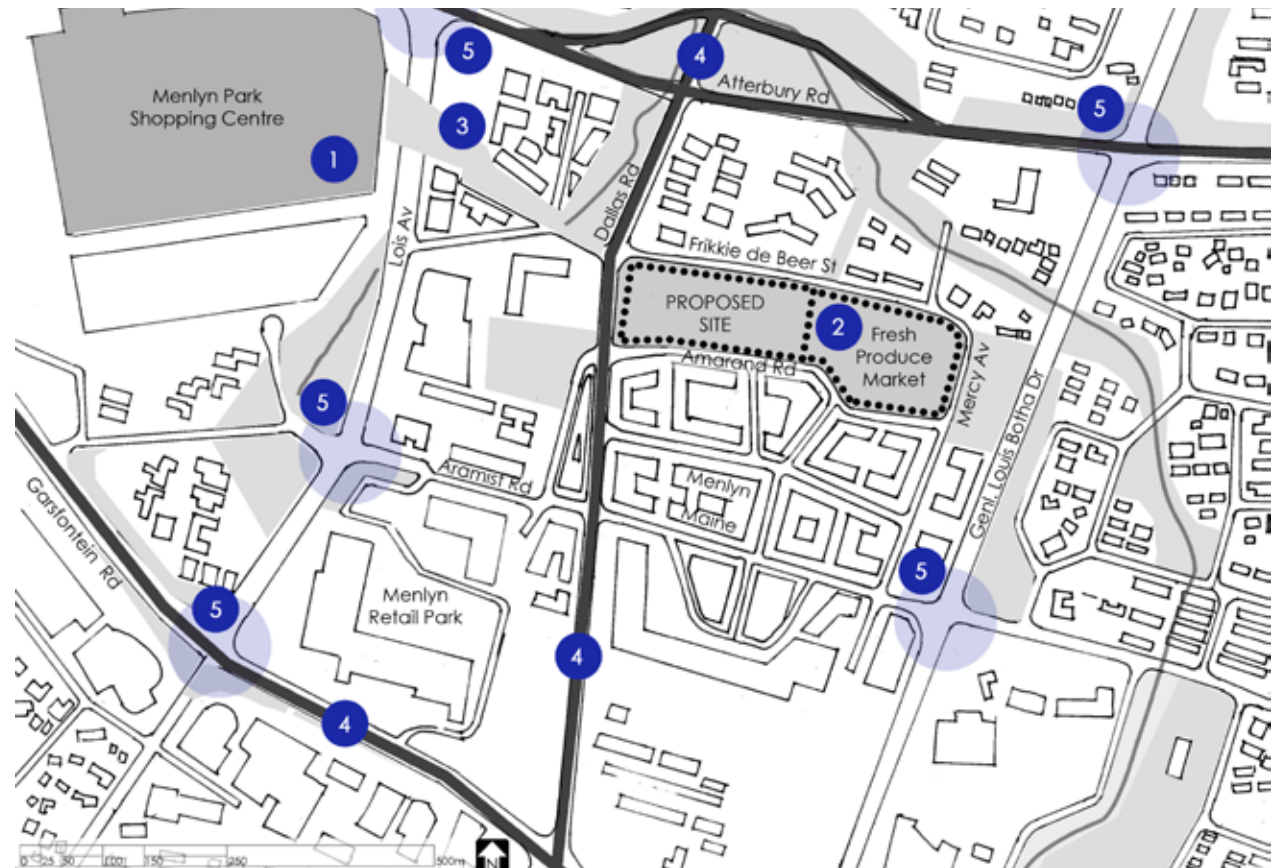 5
4
Atterbury Rd
5
Menlyn Park
Shopping Centre
3
1
Dallas Rd
Lois Av
Frikkie de Beer St
PROPOSED
SITE
2
Fresh
Produce
Market
Amarand Rd
Mercy Av
Genl. Louis Botha Dr
5
Aramist Rd
Menlyn
Maine
Garsfontein Rd
5
Menlyn
Retail Park
5
4
4
0 25 50 100 150 250 500m
N